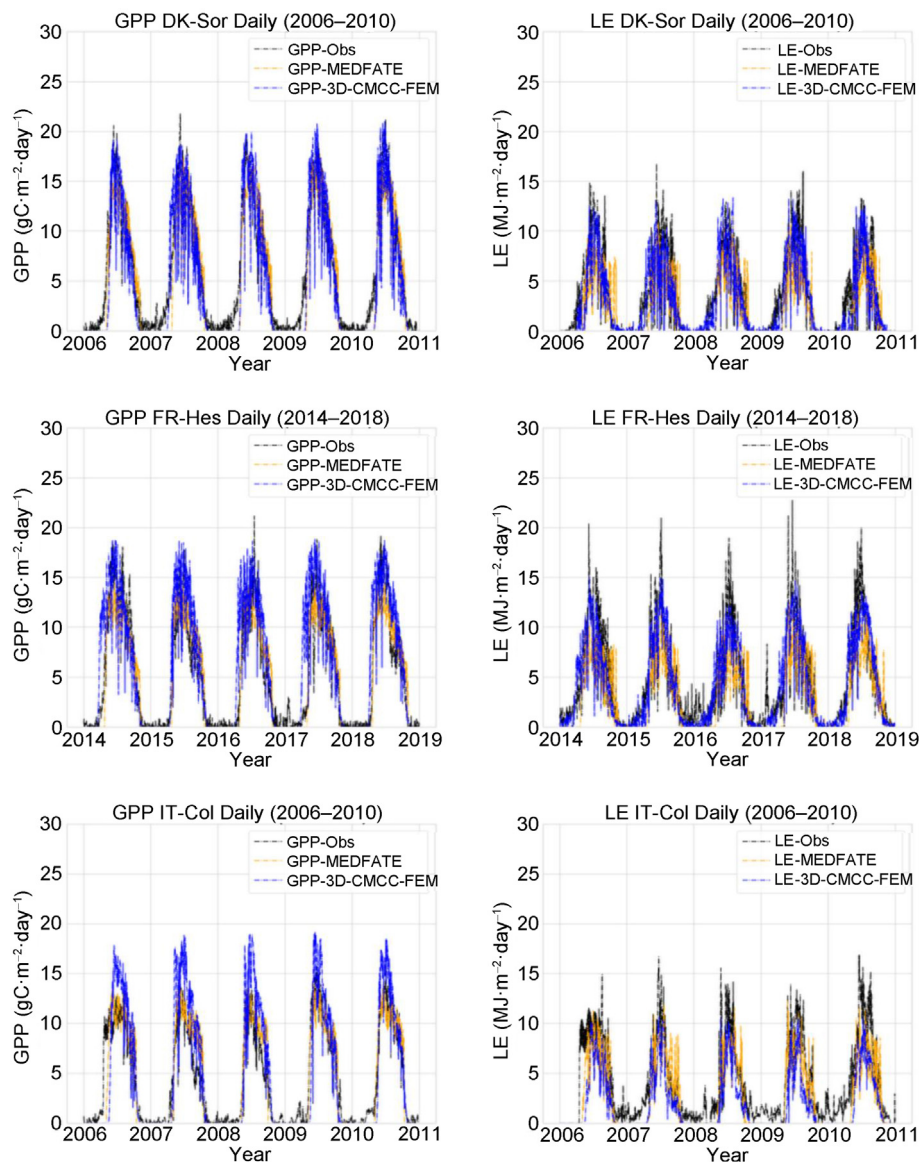 GPP DK-Sor Daily (2006–2010)
30
25
20
15
10
5
0
GPP (gC·m⁻²·day⁻¹)
GPP-Obs
GPP-MEDFATE
GPP-3D-CMCC-FEM
2006 2007 2008 2009 2010 2011
Year
LE DK-Sor Daily (2006–2010)
30
25
20
15
10
5
0
LE (MJ·m⁻²·day⁻¹)
LE-Obs
LE-MEDFATE
LE-3D-CMCC-FEM
2006 2007 2008 2009 2010 2011
Year
GPP FR-Hes Daily (2014–2018)
30
25
20
15
10
5
0
GPP (gC·m⁻²·day⁻¹)
GPP-Obs
GPP-MEDFATE
GPP-3D-CMCC-FEM
2014 2015 2016 2017 2018 2019
Year
LE FR-Hes Daily (2014–2018)
30
25
20
15
10
5
0
LE (MJ·m⁻²·day⁻¹)
LE-Obs
LE-MEDFATE
LE-3D-CMCC-FEM
2014 2015 2016 2017 2018 2019
Year
GPP IT-Col Daily (2006–2010)
30
25
20
15
10
5
0
GPP (gC·m⁻²·day⁻¹)
GPP-Obs
GPP-MEDFATE
GPP-3D-CMCC-FEM
2006 2007 2008 2009 2010 2011
Year
LE IT-Col Daily (2006–2010)
30
25
20
15
10
5
0
LE (MJ·m⁻²·day⁻¹)
LE-Obs
LE-MEDFATE
LE-3D-CMCC-FEM
2006 2007 2008 2009 2010 2011
Year